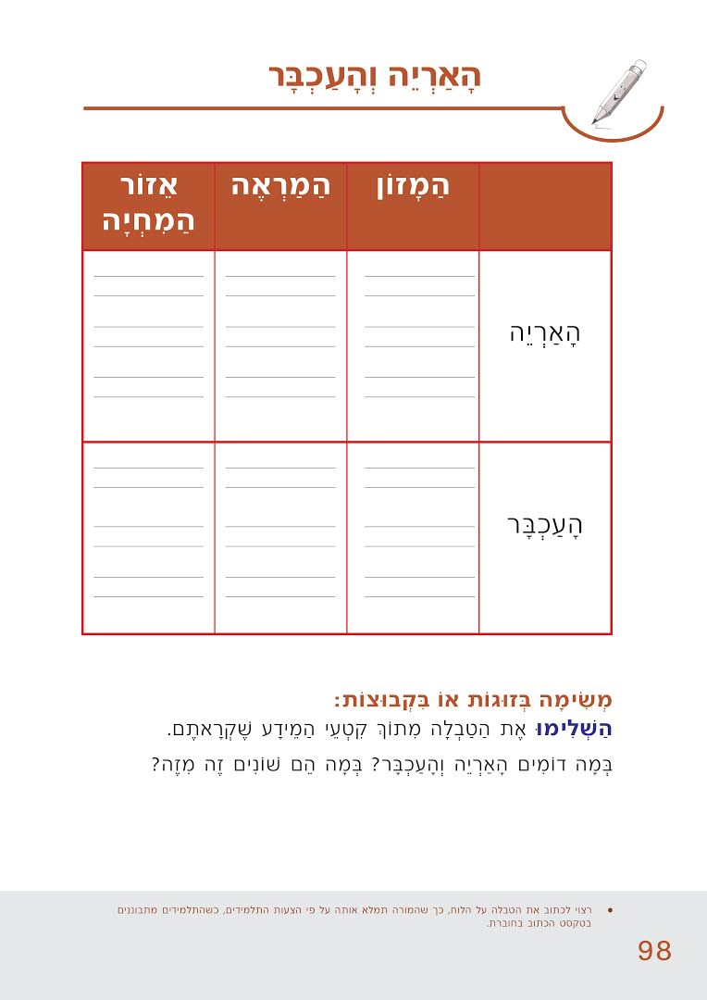 הָאַרְיֵה וְהָעַכְבָּר
הַמָּזוֹן הַמַּרְאֶה אֵזוֹר
הַמִּחְיָה
הָאַרְיֵה
הָעַכְבָּר
מְשִׂימָה בְּזוּגוֹת אוֹ בִּקְבוּצוֹת:
הַשְׁלִימוּ אֶת הַטַּבְלָה מִתּוֹךְ קִטְעֵי הַמֵּידָע שֶׁקְּרָאתֶם.
בְּמָה דּוֹמִים הָאַרְיֵה וְהָעַכְבָּר? בְּמָה הֵם שׁוֹנִים זֶה מִזֶּה?
• רצוי לכתוב את הטבלה על הלוח, כך שהמורה תמלא אותה על פי הצעות התלמידים, כשהתלמידים מתבוננים
בטקסט הכתוב בחוברת.
98